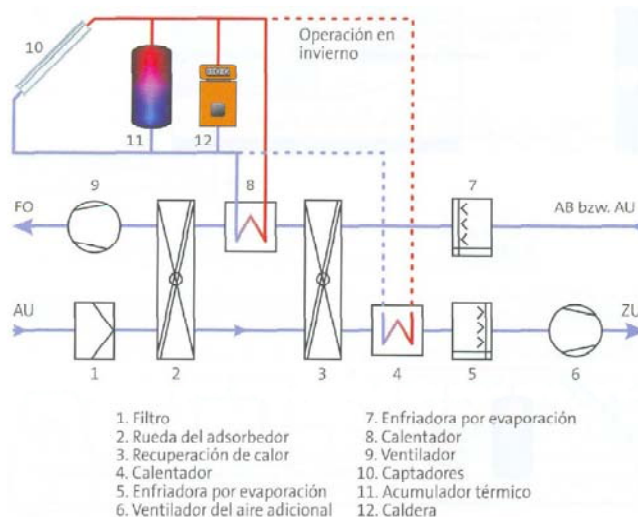 10
Operación en
invierno
11
12
9
8
7
FO
AB bzw. AU
AU
ZU
1
2
3
4
5
6
1. Filtro
2. Rueda del adsorbedor
3. Recuperación de calor
4. Calentador
5. Enfriadora por evaporación
6. Ventilador del aire adicional
7. Enfriadora por evaporación
8. Calentador
9. Ventilador
10. Captadores
11. Acumulador térmico
12. Caldera